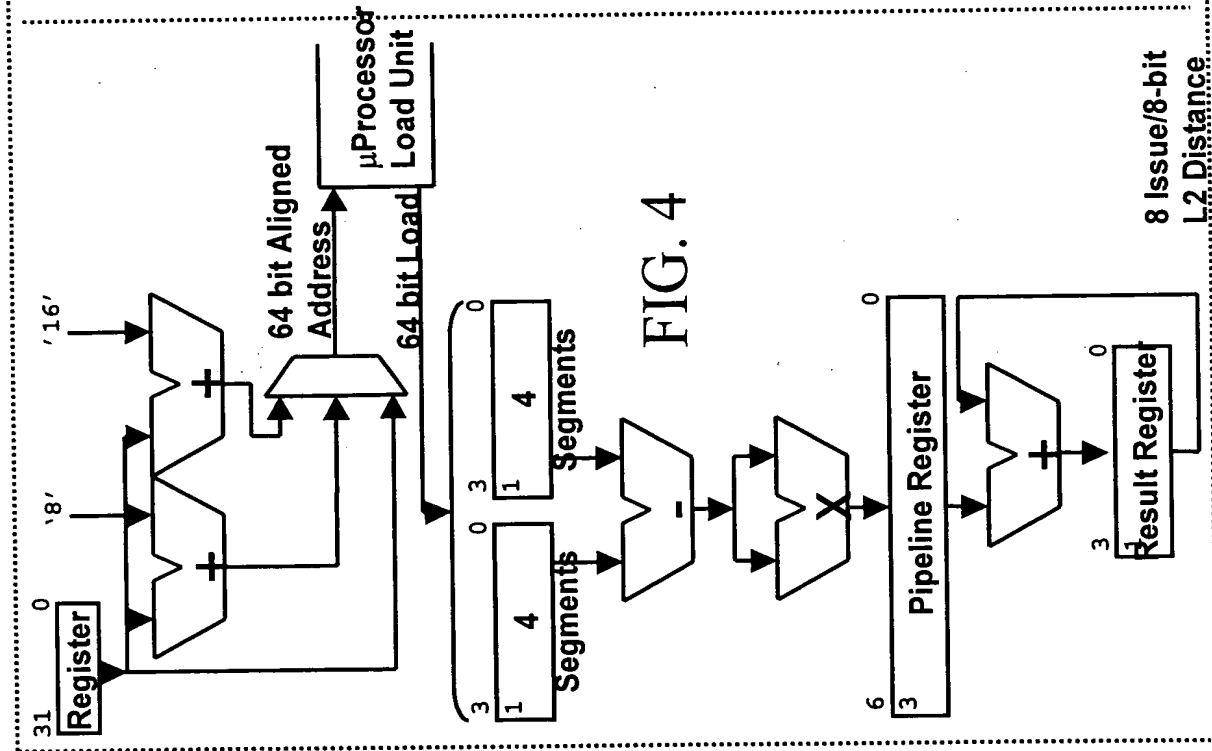 31 0
Register
'8'
'16'
64 bit Aligned
Address
µProcessor
Load Unit
64 bit Load
3 0
1 4
Segments
3 0
1 4
Segments
+
+
-
X
6 0
3
Pipeline Register
+
3 0
Result Register
8 Issue/8-bit
L2 Distance
FIG. 4